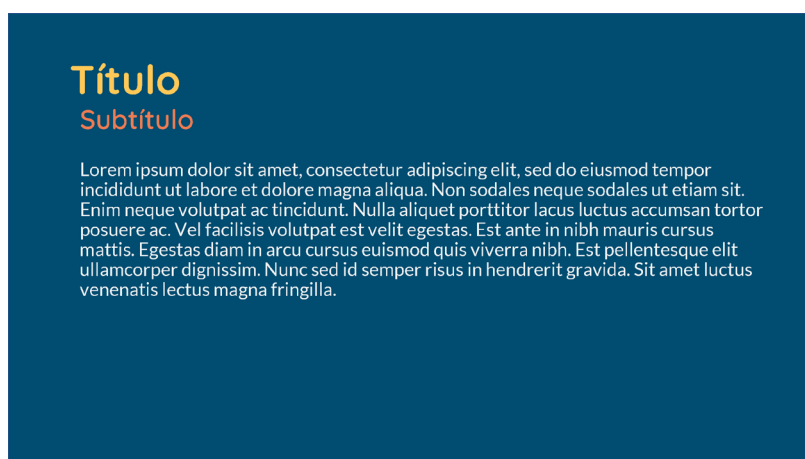 Título
Subtítulo
Lorem ipsum dolor sit amet, consectetur adipiscing elit, sed do eiusmod tempor
incididunt ut labore et dolore magna aliqua. Non sodales neque sodales ut etiam sit.
Enim neque volutpat ac tincidunt. Nulla aliquet porttitor lacus luctus accumsan tortor
posuere ac. Vel facilisis volutpat est velit egestas. Est ante in nibh mauris cursus
mattis. Egestas diam in arcu cursus euismod quis viverra nibh. Est pellentesque elit
ullamcorper dignissim. Nunc sed id semper risus in hendrerit gravida. Sit amet luctus
venenatis lectus magna fringilla.